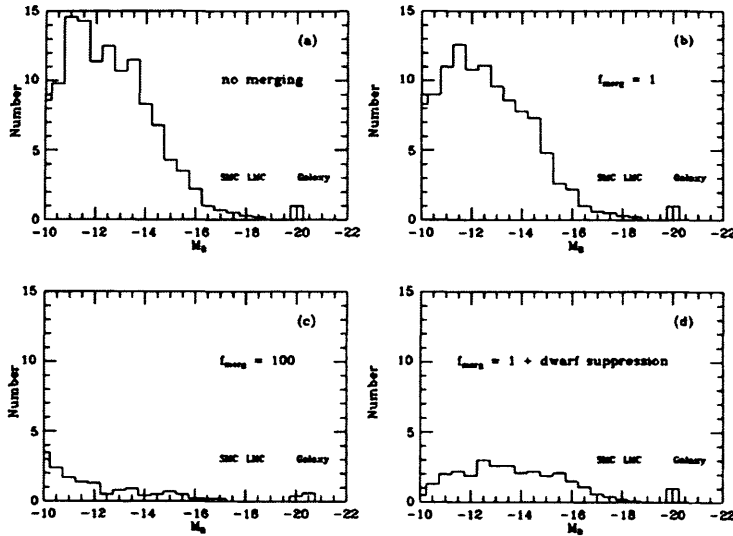 15
(a)
no merging
10
Number
5
SMC LMC Galaxy
0
-10 -12 -14 -16 -18 -20 -22
M_B
15
(b)
f_merg = 1
10
Number
5
SMC LMC Galaxy
0
-10 -12 -14 -16 -18 -20 -22
M_B
15
(c)
f_merg = 100
10
Number
5
SMC LMC Galaxy
0
-10 -12 -14 -16 -18 -20 -22
M_B
15
(d)
f_merg = 1 + dwarf suppression
10
Number
5
SMC LMC Galaxy
0
-10 -12 -14 -16 -18 -20 -22
M_B